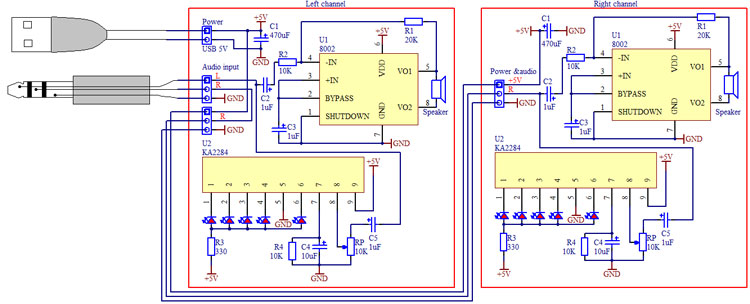 Left channel
Right channel
Power
+5V
USB 5V
C1
470uF
GND
R1
20K
R2
10K
U1
8002
+5V
6
VDD
4
-IN
3
+IN
2
BYPASS
1
SHUTDOWN
VO1
5
VO2
8
GND
7
GND
Speaker
Audio input
L
R
GND
R
GND
C2
1uF
C3
1uF
U2
KA2284
1
2
3
4
5
6
7
8
9
+5V
GND
R3
330
+5V
R4
10K
C4
10uF
RP
10K
C5
1uF
GND
Power &audio
+5V
R
GND
C1
470uF
GND
+5V
R1
20K
R2
10K
U1
8002
+5V
6
VDD
4
-IN
3
+IN
2
BYPASS
1
SHUTDOWN
VO1
5
VO2
8
GND
7
GND
Speaker
C2
1uF
C3
1uF
U2
KA2284
1
2
3
4
5
6
7
8
9
+5V
GND
R3
330
+5V
R4
10K
C4
10uF
RP
10K
C5
1uF
GND